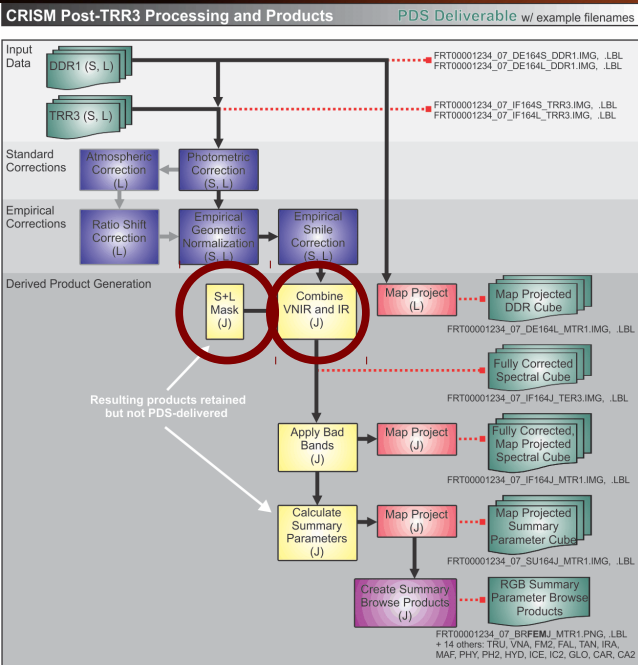 CRISM Post-TRR3 Processing and Products
PDS Deliverable w/ example filenames
Input
Data
DDR1 (S, L)
FRT00001234_07_DE164S_DDR1.IMG, .LBL
FRT00001234_07_DE164L_DDR1.IMG, .LBL
TRR3 (S, L)
FRT00001234_07_IF164S_TRR3.IMG, .LBL
FRT00001234_07_IF164L_TRR3.IMG, .LBL
Standard
Corrections
Atmospheric
Correction
(L)
Photometric
Correction
(S, L)
Empirical
Corrections
Ratio Shift
Correction
(L)
Empirical
Geometric
Normalization
(S, L)
Empirical
Smile
Correction
(S, L)
Derived Product Generation
S+L
Mask
(J)
Combine
VNIR and IR
(J)
Map Project
(L)
Map Projected
DDR Cube
FRT00001234_07_DE164L_MTR1.IMG, .LBL
Fully Corrected
Spectral Cube
FRT00001234_07_IF164J_TER3.IMG, .LBL
Resulting products retained
but not PDS-delivered
Apply Bad
Bands
(J)
Map Project
(J)
Fully Corrected,
Map Projected
Spectral Cube
FRT00001234_07_IF164J_MTR1.IMG, .LBL
Calculate
Summary
Parameters
(J)
Map Project
(J)
Map Projected
Summary
Parameter Cube
FRT00001234_07_SU164J_MTR1.IMG, .LBL
Create Summary
Browse Products
(J)
RGB Summary
Parameter Browse
Products
FRT00001234_07_BRFEMJ_MTR1.PNG, .LBL
+ 14 others: TRU, VNA, FM2, FAL, TAN, IRA,
MAF, PHY, PH2, HYD, ICE, IC2, GLO, CAR, CA2